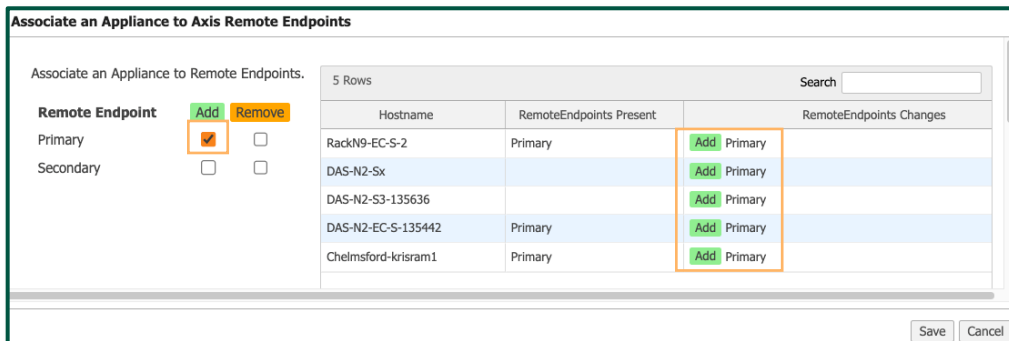 Associate an Appliance to Axis Remote Endpoints
Associate an Appliance to Remote Endpoints.
Remote Endpoint Add Remove
Primary
Secondary
5 Rows Search
Hostname RemoteEndpoints Present RemoteEndpoints Changes
RackN9-EC-S-2 Primary Add Primary
DAS-N2-Sx Add Primary
DAS-N2-S3-135636 Add Primary
DAS-N2-EC-S-135442 Primary Add Primary
Chelmsford-krisram1 Primary Add Primary
Save Cancel